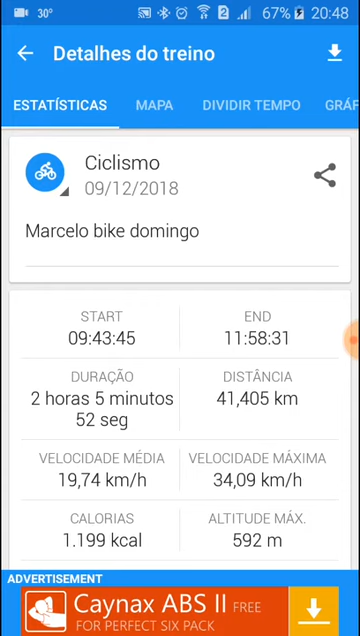 30° 2 67% 20:48
Detalhes do treino
ESTATÍSTICAS MAPA DIVIDIR TEMPO GRÁF
Ciclismo
09/12/2018
Marcelo bike domingo
START END
09:43:45 11:58:31
DURAÇÃO DISTÂNCIA
2 horas 5 minutos 41,405 km
52 seg
VELOCIDADE MÉDIA VELOCIDADE MÁXIMA
19,74 km/h 34,09 km/h
CALORIAS ALTITUDE MÁX.
1.199 kcal 592 m
ADVERTISEMENT
Caynax ABS II FREE
FOR PERFECT SIX PACK